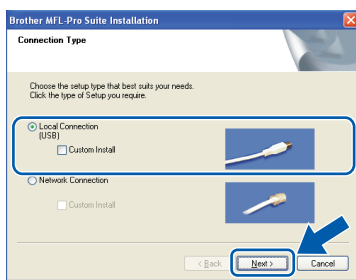 Brother MFL-Pro Suite Installation
Connection Type
Choose the setup type that best suits your needs.
Click the type of Setup you require.
Local Connection
(USB)
Custom Install
Network Connection
Custom Install
< Back
Next >
Cancel